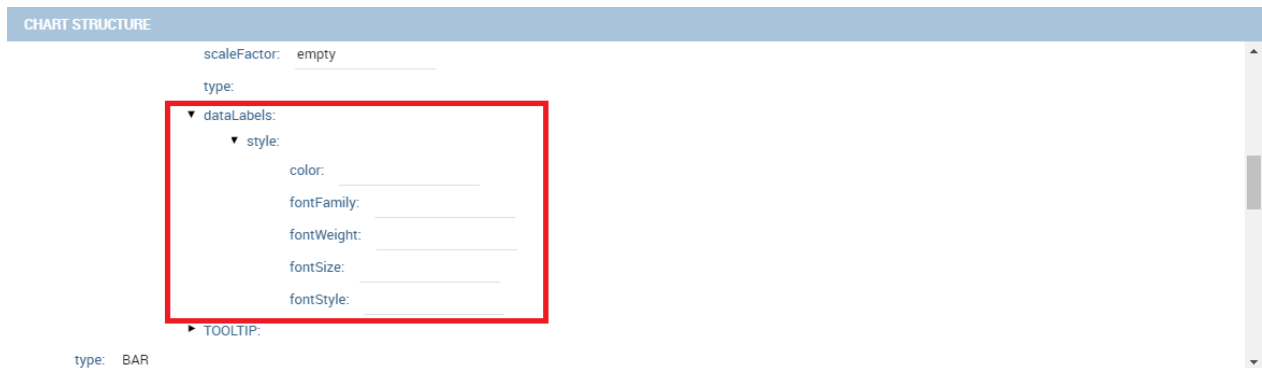 CHART STRUCTURE
scaleFactor: empty
type:
dataLabels:
style:
color:
fontFamily:
fontWeight:
fontSize:
fontStyle:
TOOLTIP:
type: BAR